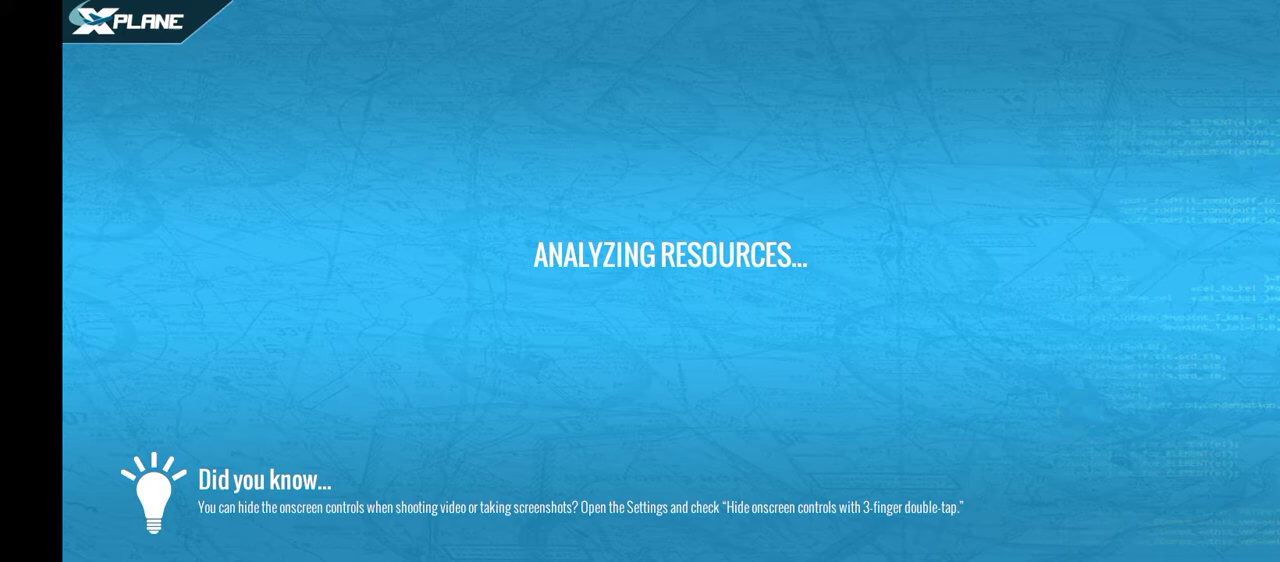 X PLANE
ANALYZING RESOURCES...
Did you know...
You can hide the onscreen controls when shooting video or taking screenshots? Open the Settings and check “Hide onscreen controls with 3-finger double-tap.”